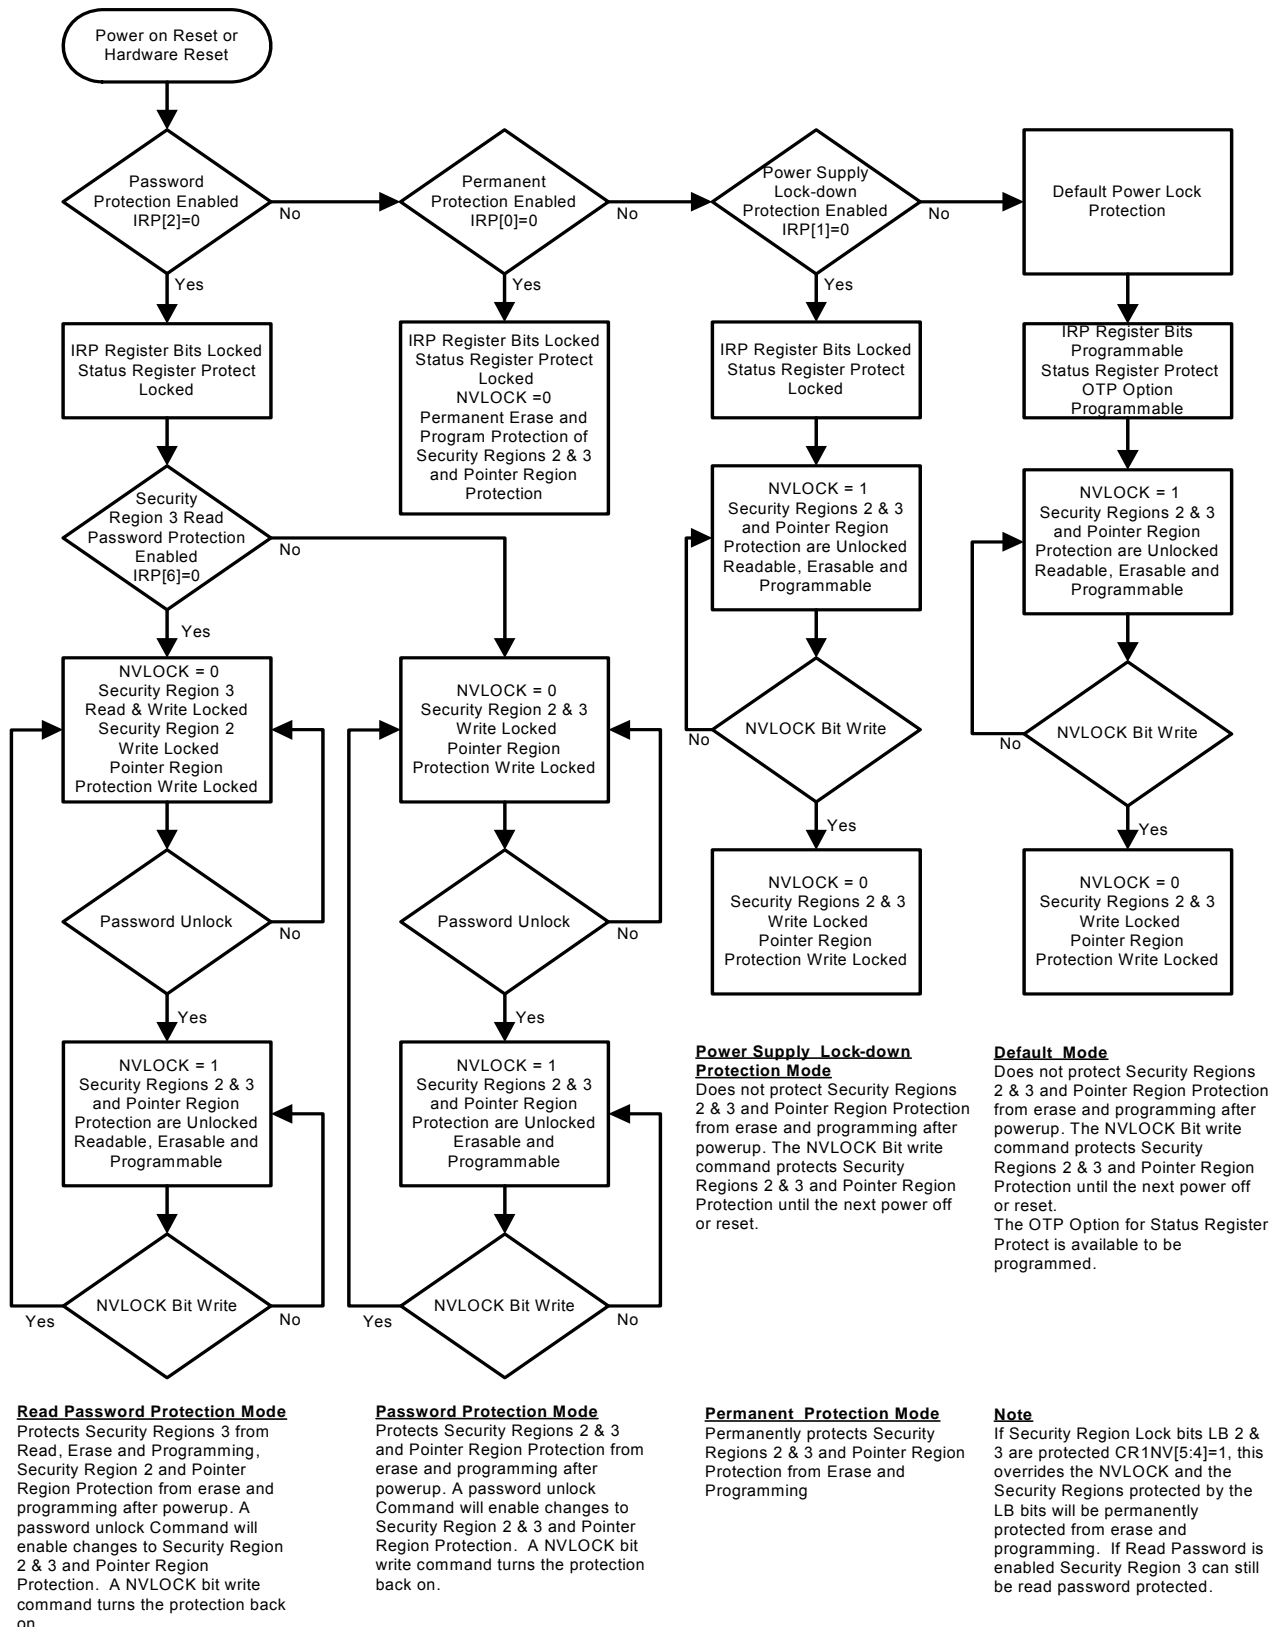 Power on Reset or
Hardware Reset
Password
Protection Enabled
IRP[2]=0
No
Yes
Permanent
Protection Enabled
IRP[0]=0
No
Yes
Power Supply
Lock-down
Protection Enabled
IRP[1]=0
No
Yes
Default Power Lock
Protection
IRP Register Bits Locked
Status Register Protect
Locked
IRP Register Bits Locked
Status Register Protect
Locked
NVLOCK =0
Permanent Erase and
Program Protection of
Security Regions 2 & 3
and Pointer Region
Protection
IRP Register Bits Locked
Status Register Protect
Locked
IRP Register Bits
Programmable
Status Register Protect
OTP Option
Programmable
Security
Region 3 Read
Password Protection
Enabled
IRP[6]=0
No
Yes
NVLOCK = 1
Security Regions 2 & 3
and Pointer Region
Protection are Unlocked
Readable, Erasable and
Programmable
NVLOCK = 1
Security Regions 2 & 3
and Pointer Region
Protection are Unlocked
Readable, Erasable and
Programmable
NVLOCK = 0
Security Region 3
Read & Write Locked
Security Region 2
Write Locked
Pointer Region
Protection Write Locked
NVLOCK = 0
Security Region 2 & 3
Write Locked
Pointer Region
Protection Write Locked
NVLOCK Bit Write
No
Yes
NVLOCK Bit Write
No
Yes
Password Unlock
No
Yes
Password Unlock
No
Yes
NVLOCK = 0
Security Regions 2 & 3
Write Locked
Pointer Region
Protection Write Locked
NVLOCK = 0
Security Regions 2 & 3
Write Locked
Pointer Region
Protection Write Locked
NVLOCK = 1
Security Regions 2 & 3
and Pointer Region
Protection are Unlocked
Readable, Erasable and
Programmable
NVLOCK = 1
Security Regions 2 & 3
and Pointer Region
Protection are Unlocked
Erasable and
Programmable
NVLOCK Bit Write
Yes
No
NVLOCK Bit Write
Yes
No
Power Supply Lock-down
Protection Mode
Does not protect Security Regions
2 & 3 and Pointer Region Protection
from erase and programming after
powerup. The NVLOCK Bit write
command protects Security
Regions 2 & 3 and Pointer Region
Protection until the next power off
or reset.
Default Mode
Does not protect Security Regions
2 & 3 and Pointer Region Protection
from erase and programming after
powerup. The NVLOCK Bit write
command protects Security
Regions 2 & 3 and Pointer Region
Protection until the next power off
or reset.
The OTP Option for Status Register
Protect is available to be
programmed.
Read Password Protection Mode
Protects Security Regions 3 from
Read, Erase and Programming,
Security Region 2 and Pointer
Region Protection from erase and
programming after powerup. A
password unlock Command will
enable changes to Security Region
2 & 3 and Pointer Region
Protection. A NVLOCK bit write
command turns the protection back
on
Password Protection Mode
Protects Security Regions 2 & 3
and Pointer Region Protection from
erase and programming after
powerup. A password unlock
Command will enable changes to
Security Region 2 & 3 and Pointer
Region Protection. A NVLOCK bit
write command turns the protection
back on.
Permanent Protection Mode
Permanently protects Security
Regions 2 & 3 and Pointer Region
Protection from Erase and
Programming
Note
If Security Region Lock bits LB 2 &
3 are protected CR1NV[5:4]=1, this
overrides the NVLOCK and the
Security Regions protected by the
LB bits will be permanently
protected from erase and
programming. If Read Password is
enabled Security Region 3 can still
be read password protected.